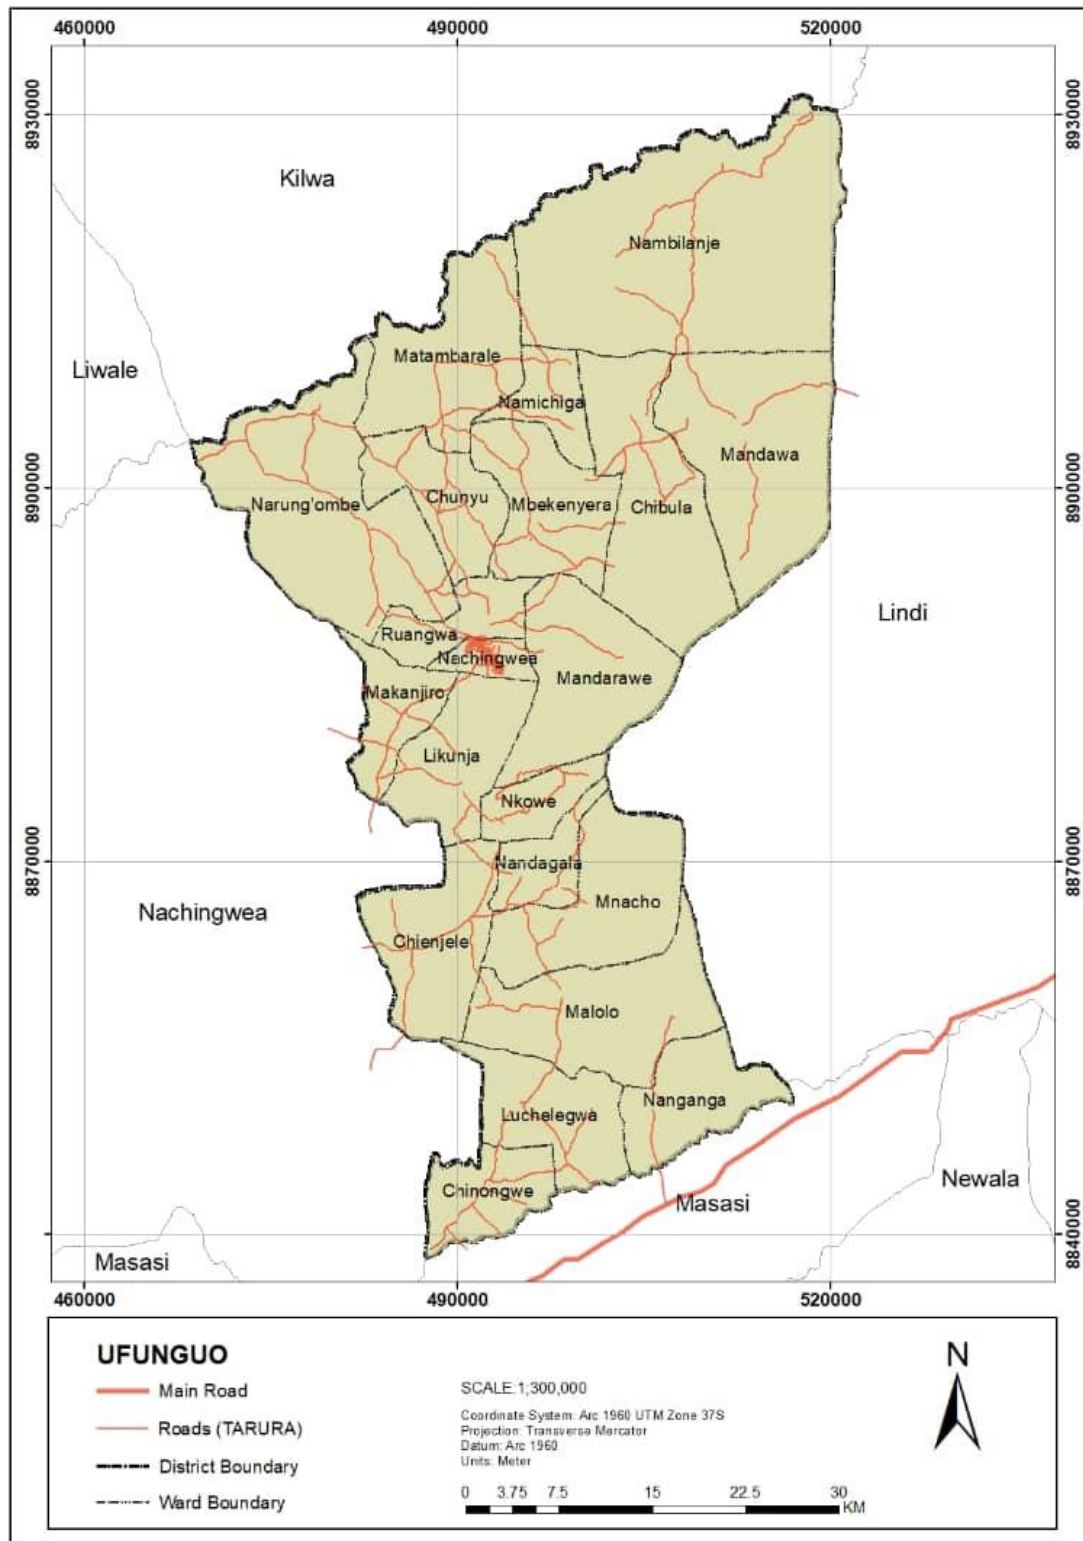 460000 490000 520000
8930000 8930000
Kilwa
Nambilanje
Matambarale
Liwale
Namichiga
Mandawa
8900000 8900000
Narung'ombe Chunyu Mbekenyera Chibula
Lindi
Ruangwa
Nachingwea
Mandarawe
Makanjiro
Likunja
Nkowe
8870000 8870000
Nandagala
Mnacho
Nachingwea
Chienjele
Malolo
Nanganga
Luchelegwa
Newala
Chinongwe
Masasi
8840000 8840000
Masasi
460000 490000 520000
UFUNGUO
Main Road
Roads (TARURA)
District Boundary
Ward Boundary
SCALE:1;300,000
Coordinate System: Arc 1960 UTM Zone 37S
Projection: Transverse Mercator
Datum: Arc 1960
Units: Meter
0 3.75 7.5 15 22.5 30
KM
N